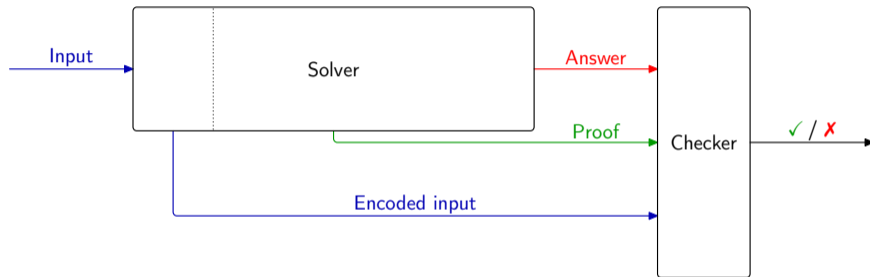 Input
Solver
Answer
Proof
Checker
✓ / ✗
Encoded input